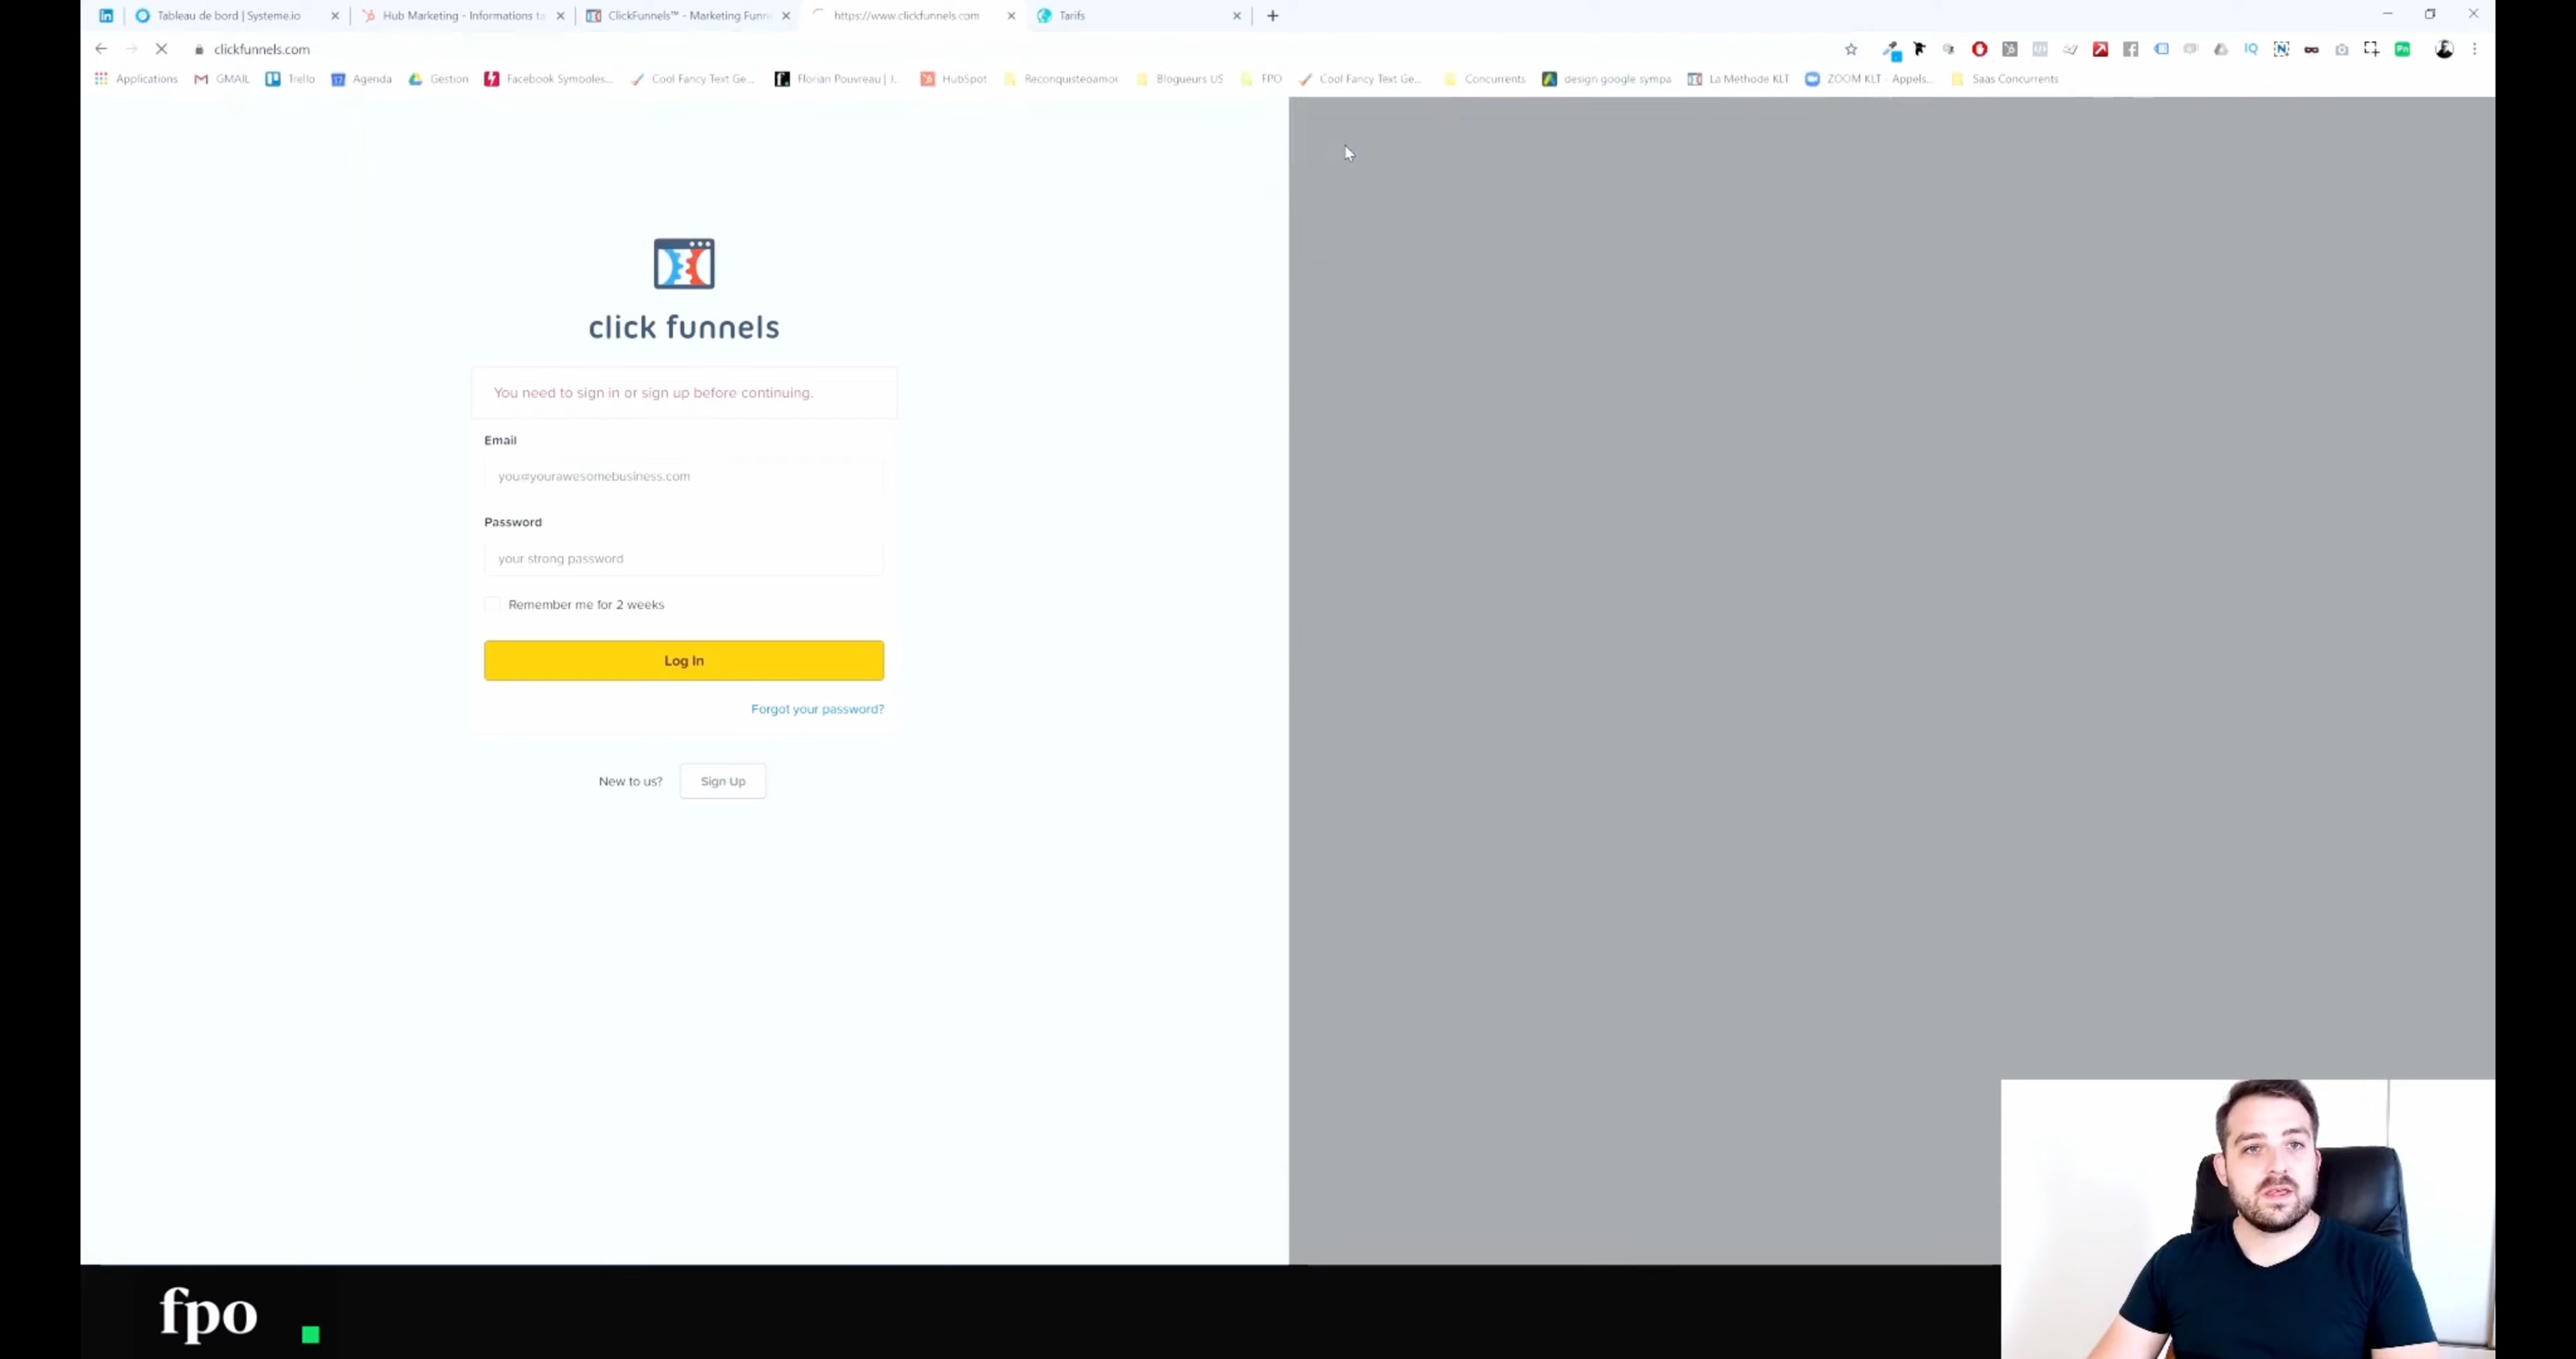 Tableau de bord | Systeme.io
Hub Marketing - Informations ta
ClickFunnels™ - Marketing Funne
https://www.clickfunnels.com
Tarifs
clickfunnels.com
Applications
GMAIL
Trello
Agenda
Gestion
Facebook Symboles...
Cool Fancy Text Ge...
Florian Pouvreau | J...
HubSpot
Reconquisteoamor
Blogueurs US
FPO
Cool Fancy Text Ge...
Concurrents
design google sympa
La Methode KLT
ZOOM KLT - Appels...
Saas Concurrents
click funnels
You need to sign in or sign up before continuing.
Email
you@yourawesomebusiness.com
Password
your strong password
Remember me for 2 weeks
Log In
Forgot your password?
New to us?
Sign Up
fpo